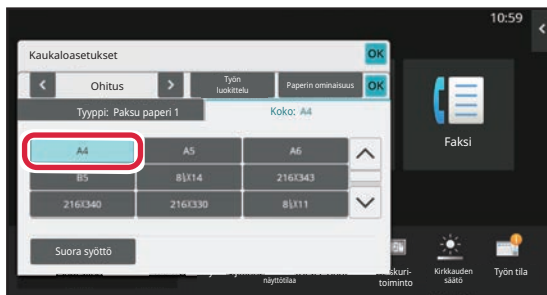 10:59
Kaukaloasetukset
OK
Ohitus
Työn
luokittelu
Paperin ominaisuus
OK
Tyyppi: Paksu paperi 1
Koko: A4
A4
A5
A6
B5
8½X14
216X343
216X340
216X330
8½X11
Faksi
Suora syöttö
näyttötilaa
toiminto
Kirkkauden
säätö
Työn tila